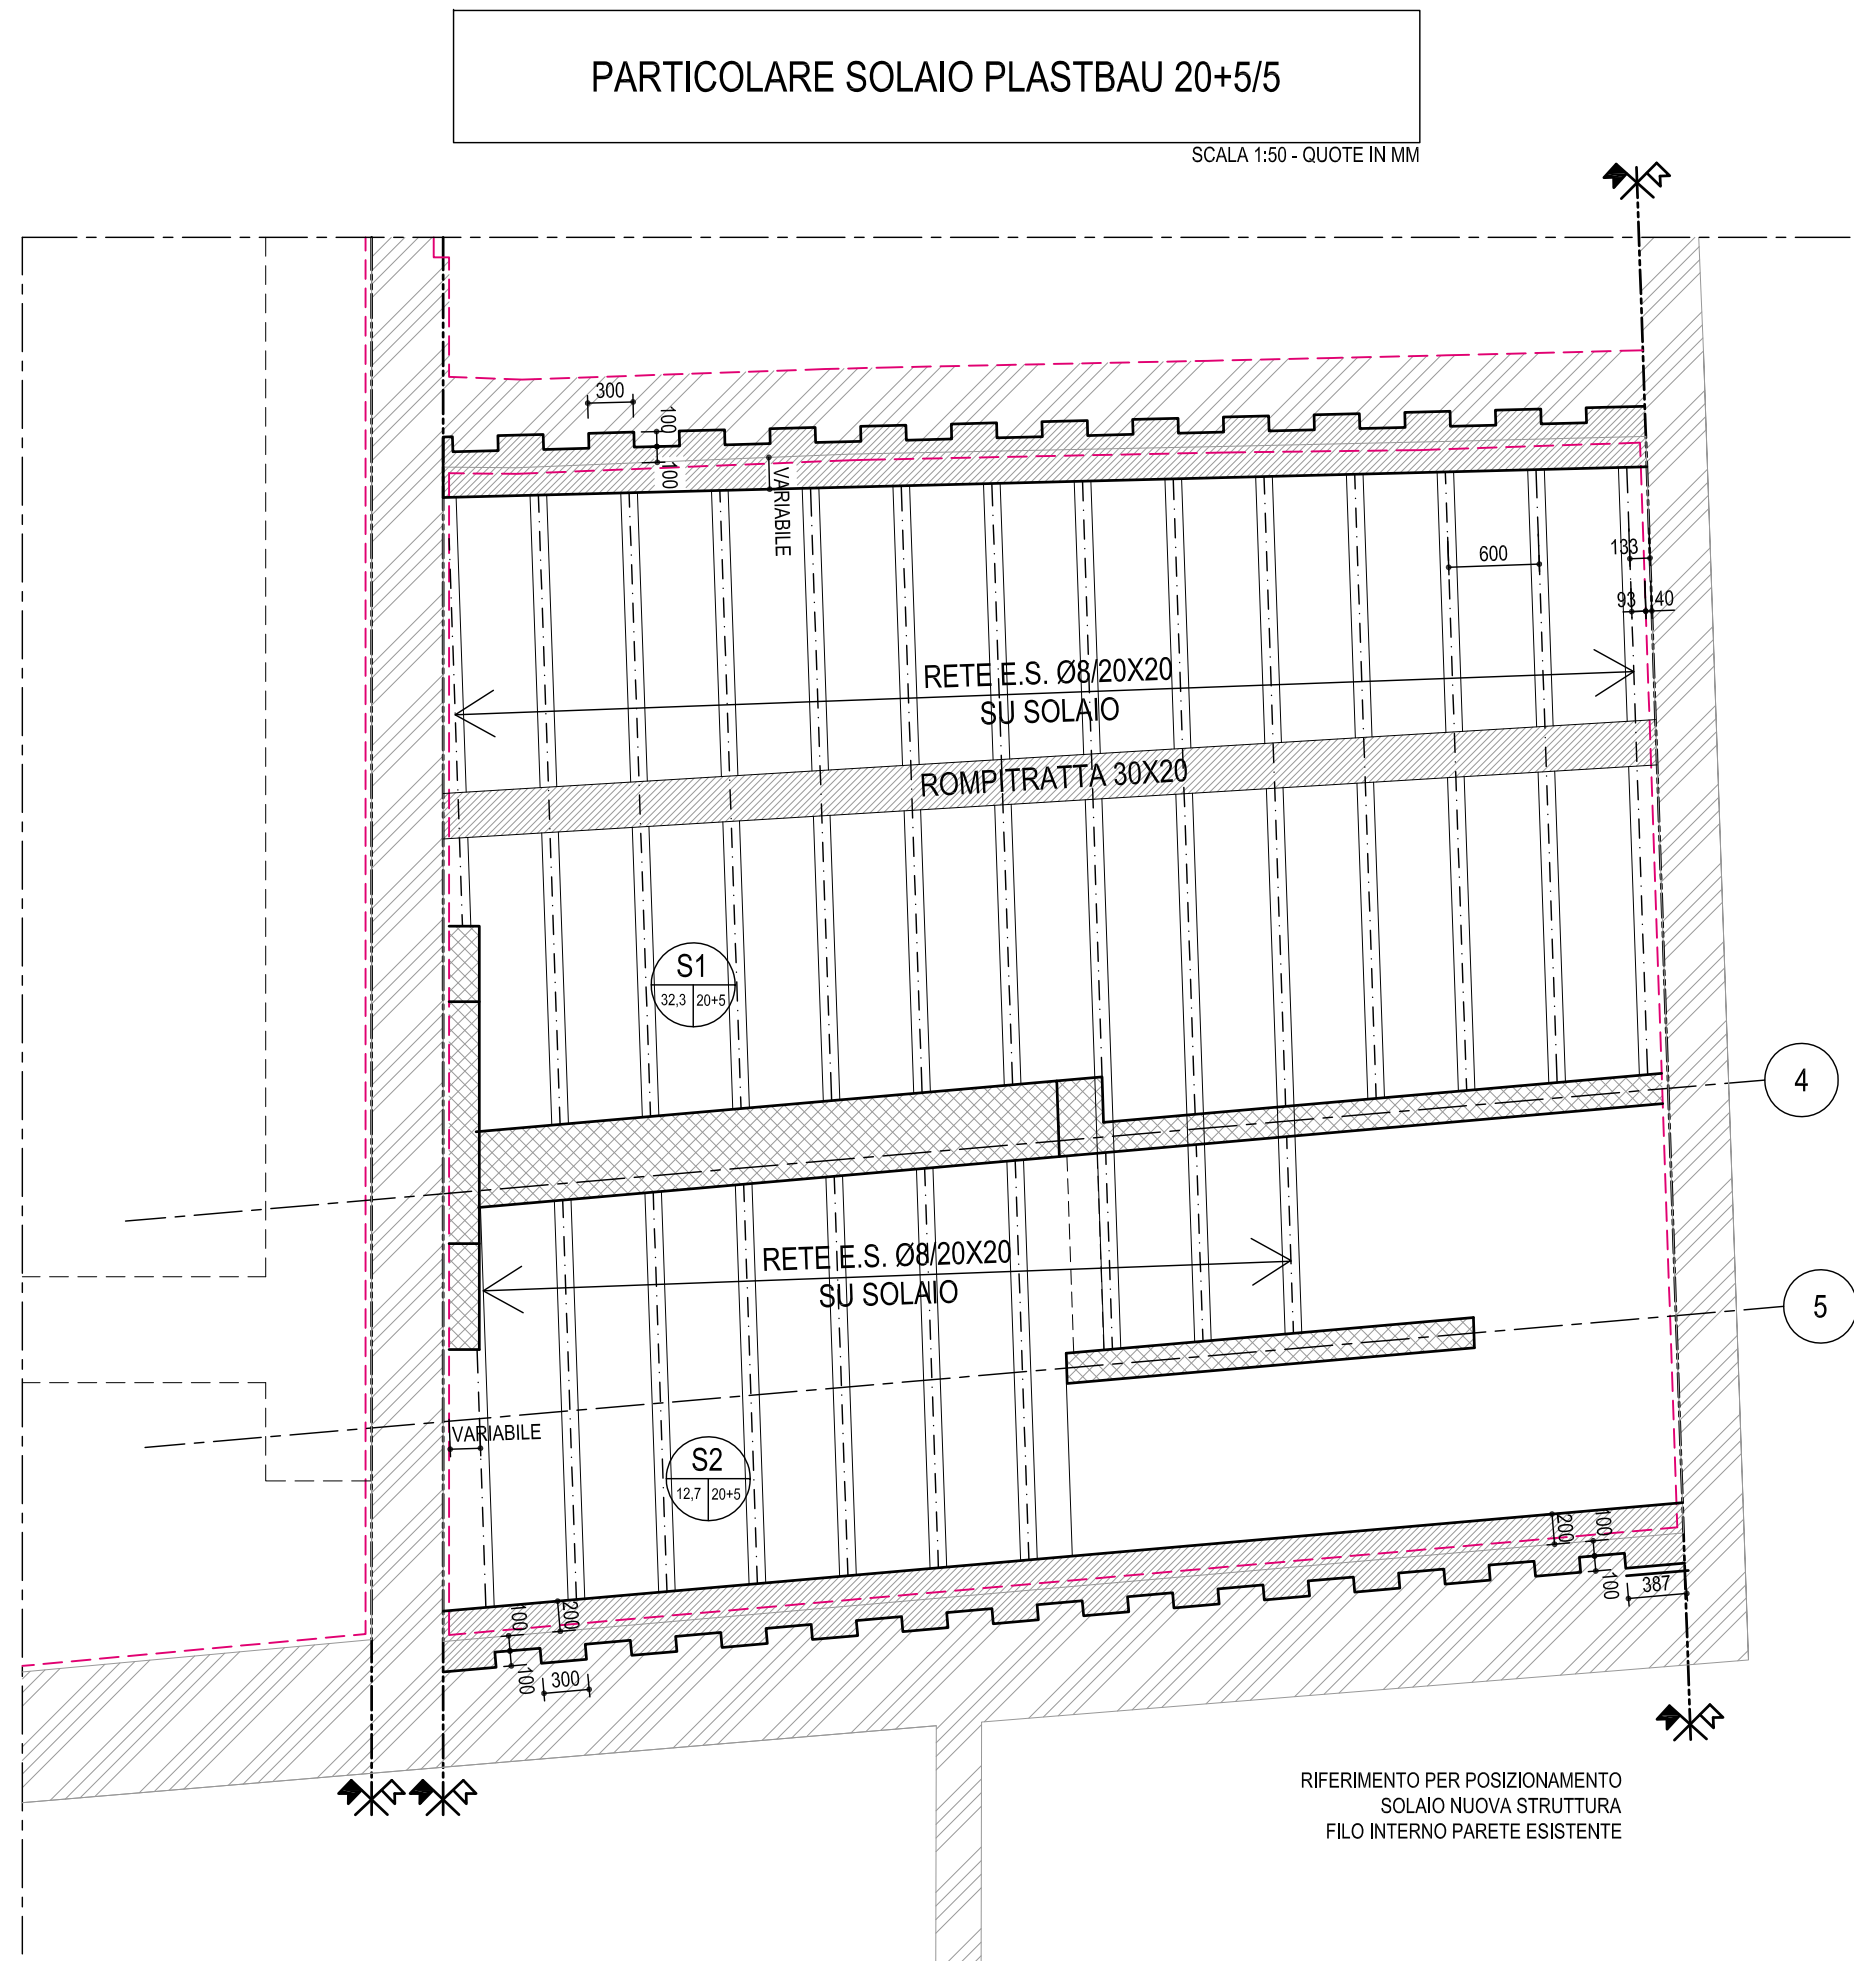 PARTICOLARE SOLAIO PLASTBAU 20+5/5
SCALA 1:50 - QUOTE IN MM
300
100
100
VARIABILE
600
133
93
40
RETE E.S. Ø8/20X20
SU SOLAIO
ROMPITRATTA 30X20
S1
32,3
20+5
4
RETE E.S. Ø8/20X20
SU SOLAIO
5
VARIABILE
S2
12,7
20+5
200
100
100
387
200
100
100
300
RIFERIMENTO PER POSIZIONAMENTO
SOLAIO NUOVA STRUTTURA
FILO INTERNO PARETE ESISTENTE